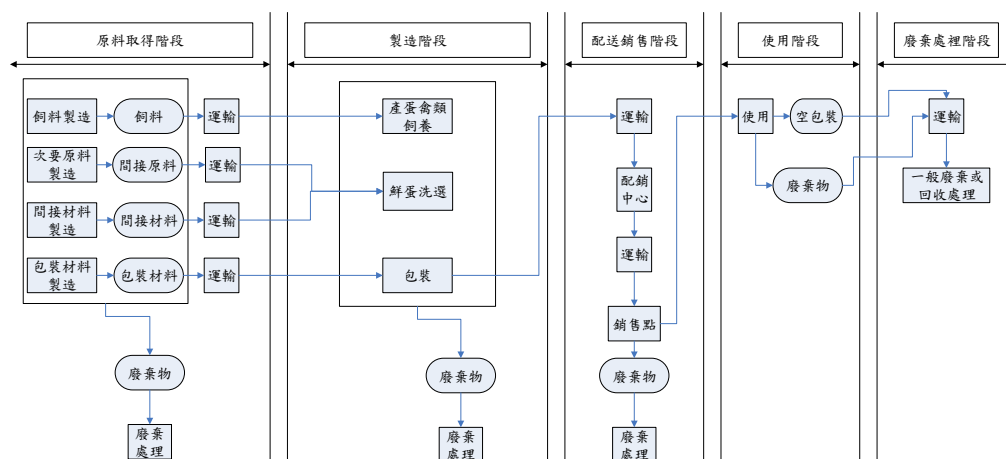 原料取得階段
製造階段
配送銷售階段
使用階段
廢棄處裡階段
飼料製造
飼料
運輸
產蛋禽類
飼養
運輸
使用
空包裝
運輸
次要原料
製造
間接原料
運輸
鮮蛋洗選
配銷
中心
廢棄物
一般廢棄或
回收處理
間接材料
製造
間接材料
運輸
運輸
包裝材料
製造
包裝材料
運輸
包裝
銷售點
廢棄物
廢棄物
廢棄物
廢棄
處理
廢棄
處理
廢棄
處理